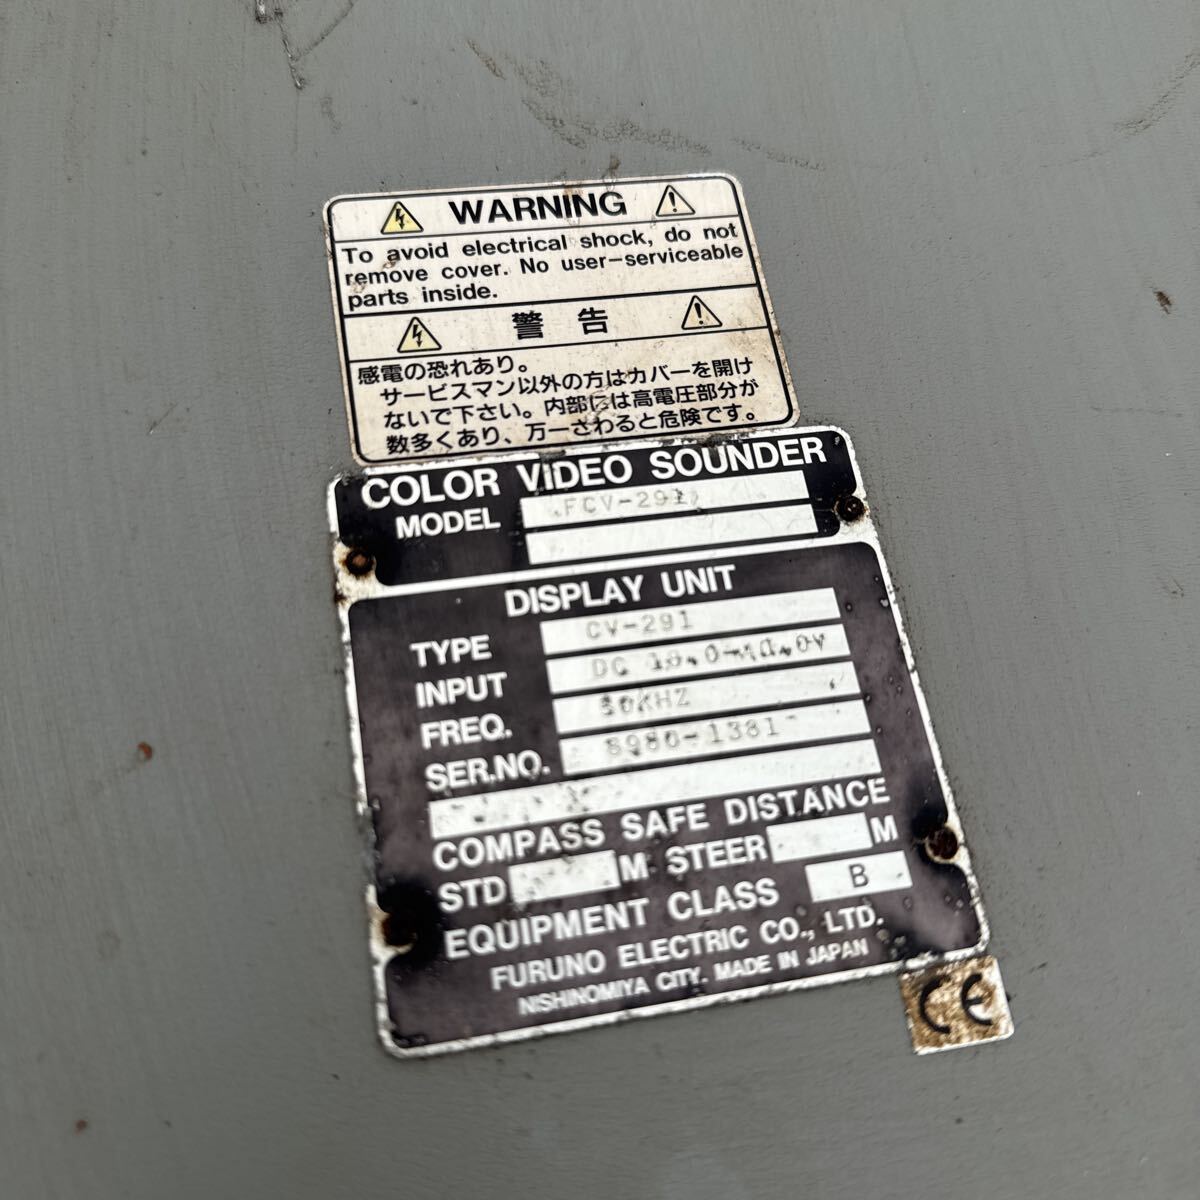 WARNING
To avoid electrical shock, do not
remove cover. No user-serviceable
parts inside.
警告
感電の恐れあり。
サービスマン以外の方はカバーを開け
ないで下さい。内部には高電圧部分が
数多くあり、万一さわると危険です。
COLOR VIDEO SOUNDER
MODEL FCV-291
DISPLAY UNIT
TYPE CV-291
INPUT DC
FREQ.
SER.NO.
COMPASS SAFE DISTANCE
STD M STEER M
EQUIPMENT CLASS B
FURUNO ELECTRIC CO., LTD.
NISHINOMIYA CITY. MADE IN JAPAN
CE